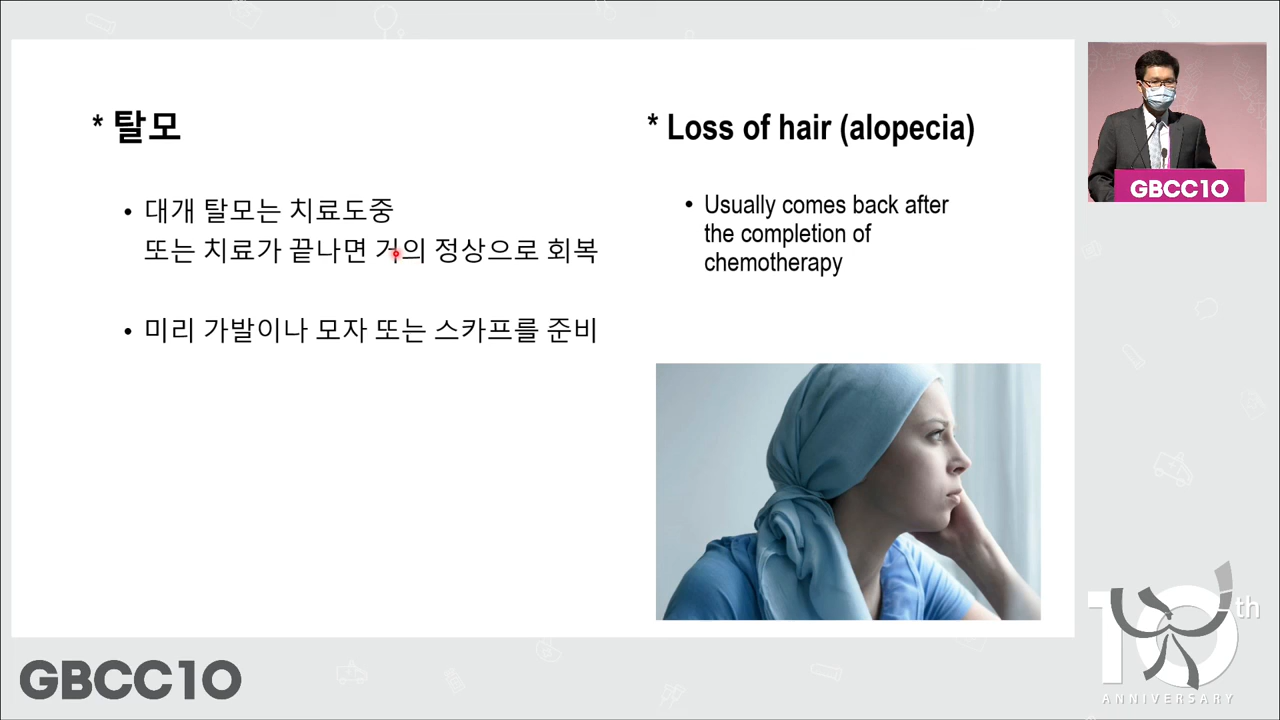 * 탈모
• 대개 탈모는 치료도중
또는 치료가 끝나면 거의 정상으로 회복
• 미리 가발이나 모자 또는 스카프를 준비
* Loss of hair (alopecia)
• Usually comes back after
the completion of
chemotherapy
GBCC10
GBCC10
10th
ANNIVERSARY